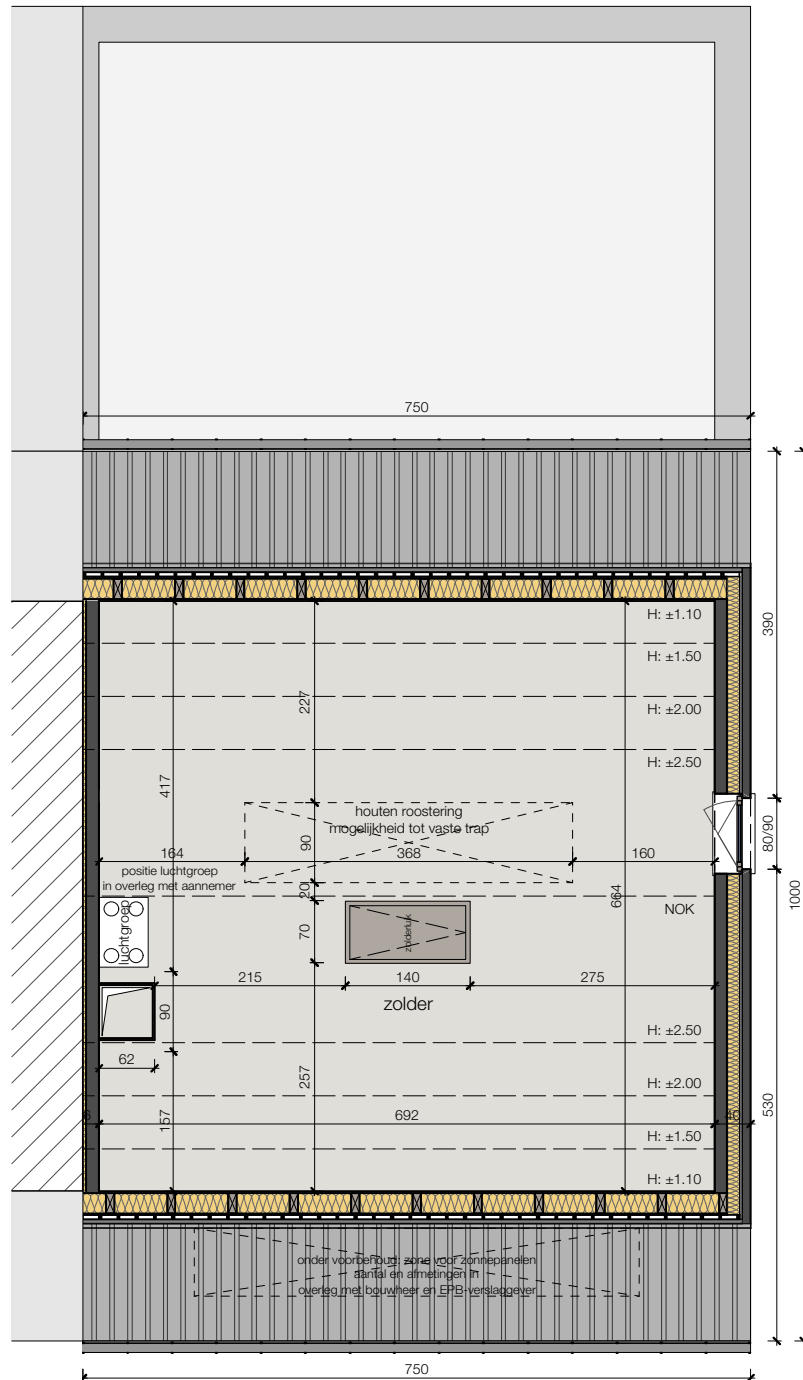 750
H: ±1.10
390
H: ±1.50
227
H: ±2.00
H: ±2.50
417
houten roostering
mogelijkheid tot vaste trap
90
80/90
164
368
160
positie luchtgroep
in overleg met aannemer
20
664
1000
luchtgroep
70
zolderluik
NOK
215
140
275
zolder
90
H: ±2.50
62
257
H: ±2.00
157
6
692
40
530
H: ±1.50
H: ±1.10
onder voorbehoud: zone voor zonnepanelen
aantal en afmetingen in
overleg met bouwheer en EPB-verslaggever
750